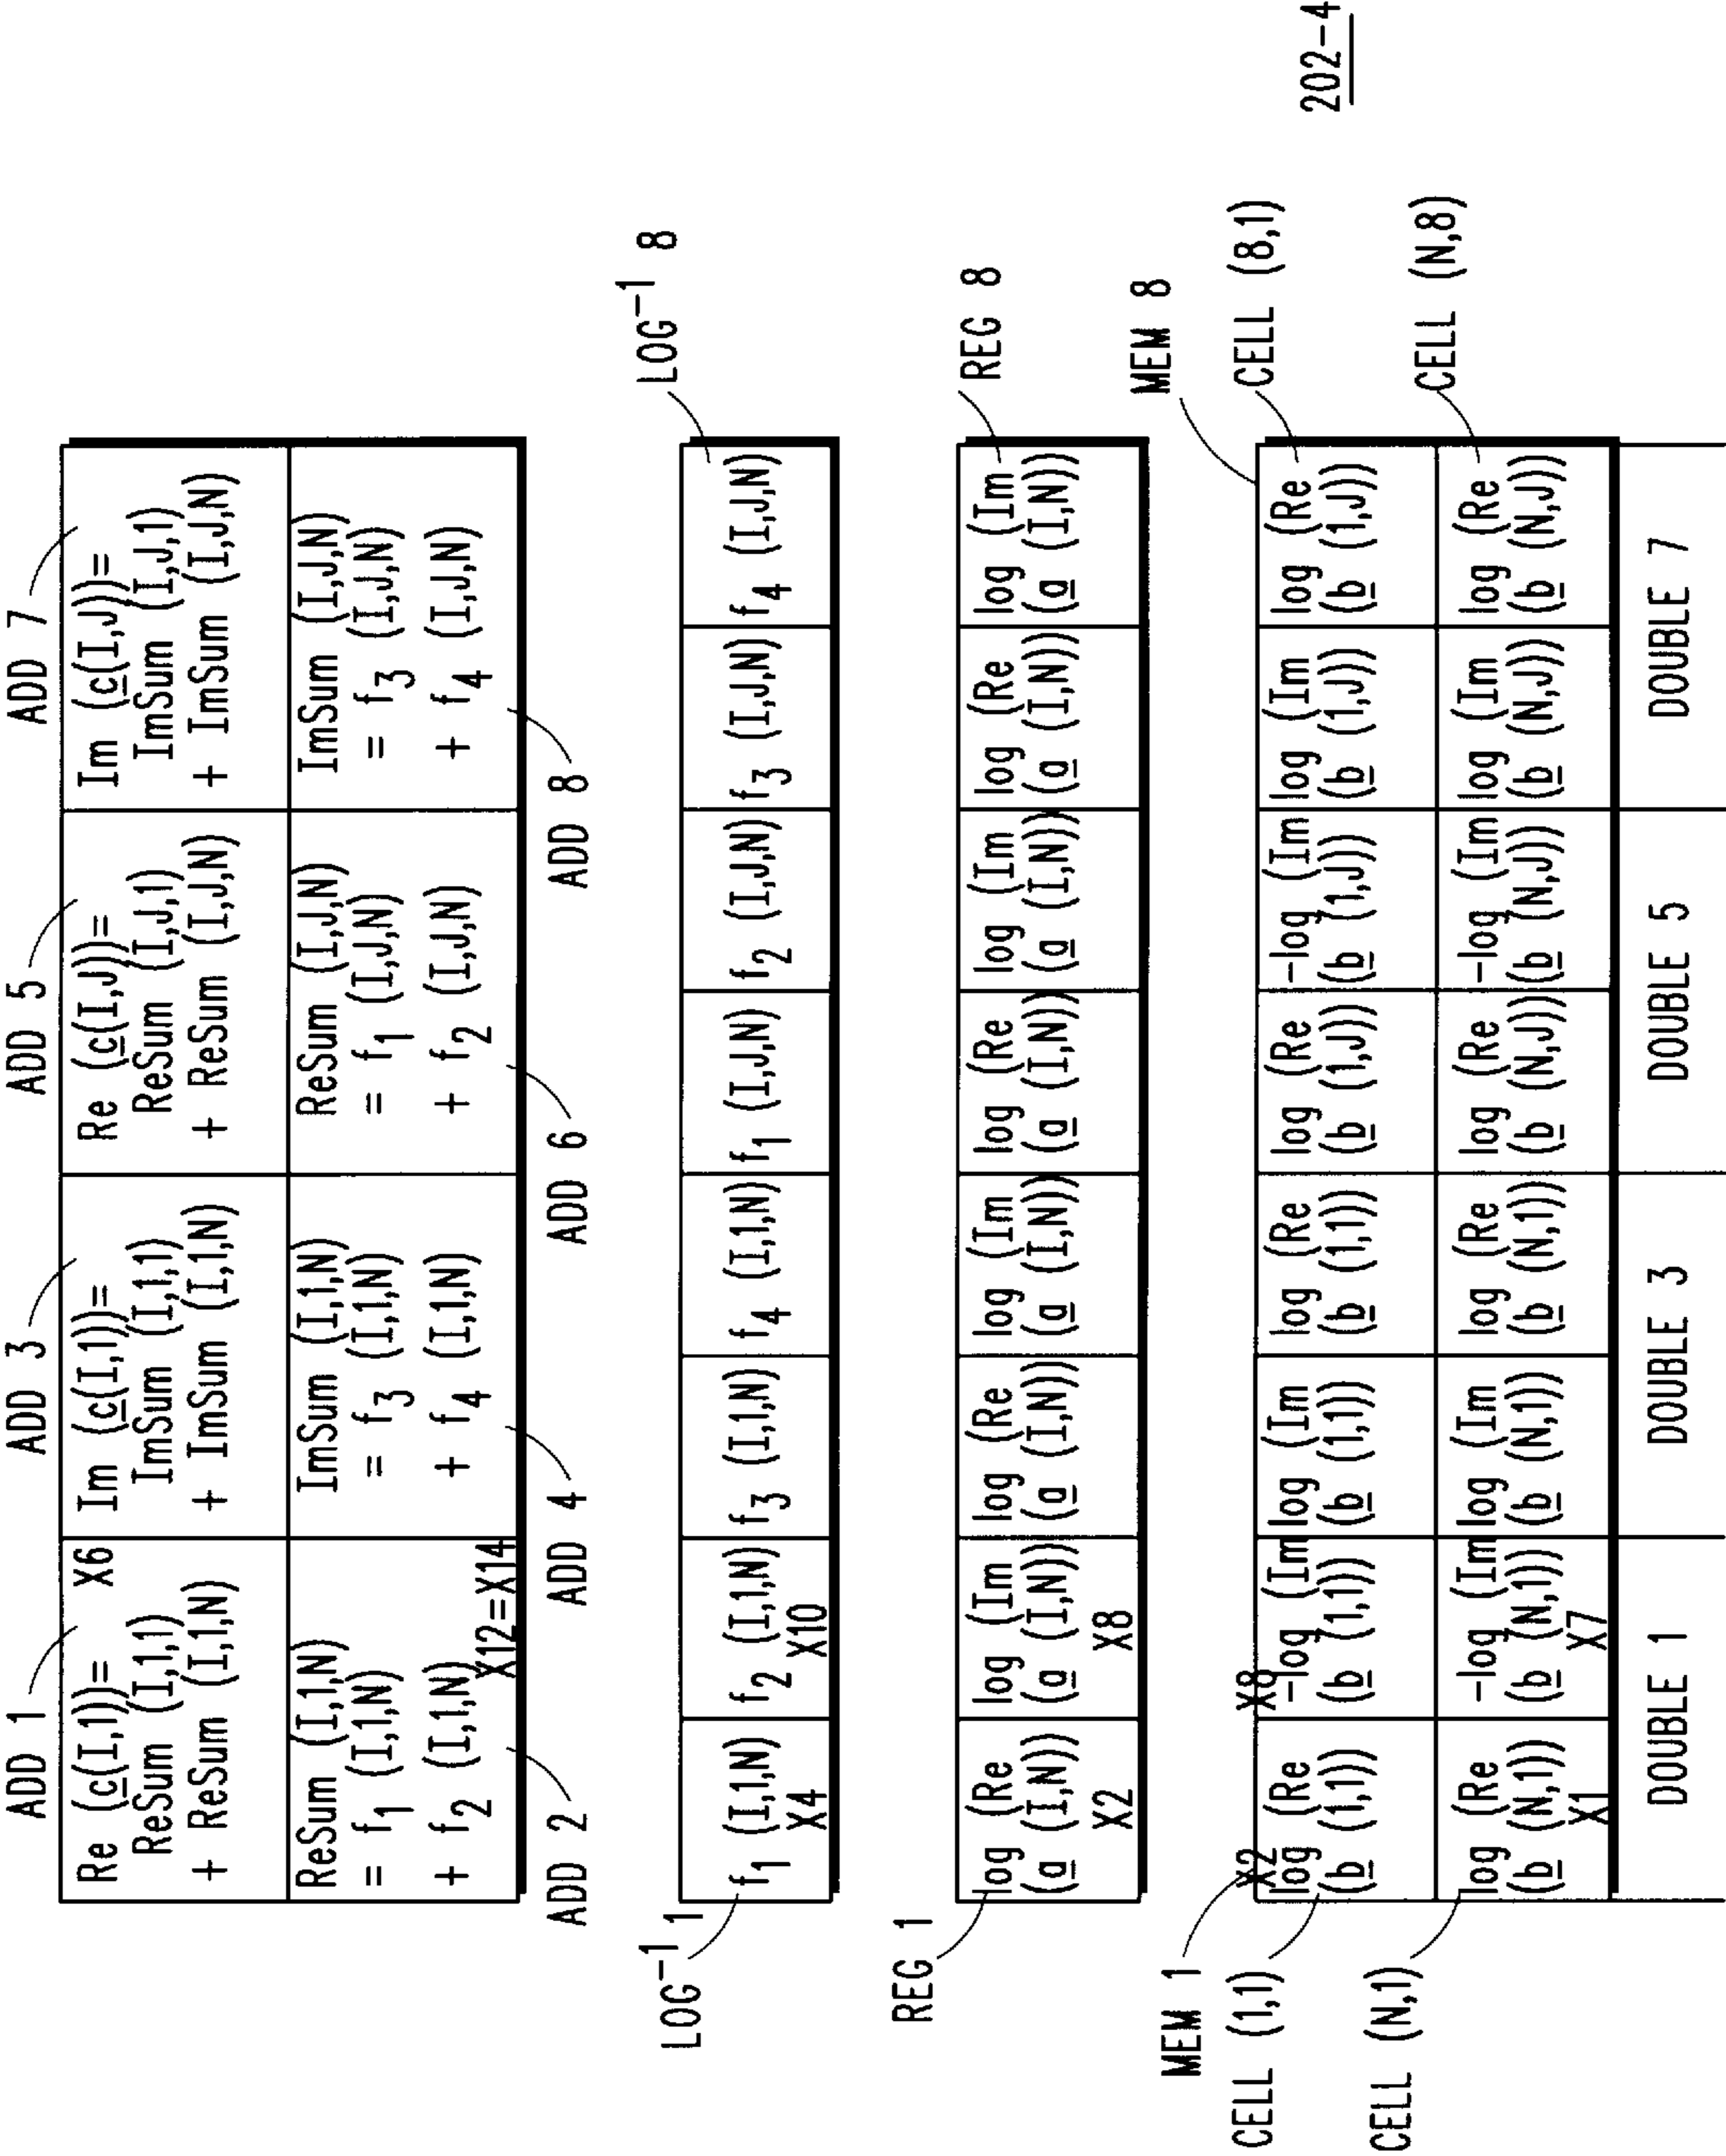 ADD 1
ADD 3
ADD 5
ADD 7
Re (c(I,1))=
ReSum (I,1,1)
+ ReSum (I,1,N)
X6
Im (c(I,1))=
ImSum (I,1,1)
+ ImSum (I,1,N)
Re (c(I,J))=
ReSum (I,J,1)
+ ReSum (I,J,N)
Im (c(I,J))=
ImSum (I,J,1)
+ ImSum (I,J,N)
ReSum (I,1,N)
= f1 (I,1,N)
+ f2 (I,1,N)
X12=X14
ImSum (I,1,N)
= f3 (I,1,N)
+ f4 (I,1,N)
ReSum (I,J,N)
= f1 (I,J,N)
+ f2 (I,J,N)
ImSum (I,J,N)
= f3 (I,J,N)
+ f4 (I,J,N)
ADD 2
ADD 4
ADD 6
ADD 8
LOG-1 1
LOG-1 8
f1 (I,1,N)
X4
f2 (I,1,N)
X10
f3 (I,1,N)
f4 (I,1,N)
f1 (I,J,N)
f2 (I,J,N)
f3 (I,J,N)
f4 (I,J,N)
REG 1
REG 8
log (Re
(a (I,N))
X2
log (Im
(a (I,N))
X8
log (Re
(a (I,N))
log (Im
(a (I,N))
log (Re
(a (I,N))
log (Im
(a (I,N))
log (Re
(a (I,N))
log (Im
(a (I,N))
MEM 1
MEM 8
CELL (1,1)
CELL (8,1)
X2
log (Re
(b (1,1))
X8
-log (Im
(b (1,1))
log (Im
(b (1,1))
log (Re
(b (1,1))
log (Re
(b (1,J))
-log (Im
(b (1,J))
log (Im
(b (1,J))
log (Re
(b (1,J))
CELL (N,1)
CELL (N,8)
log (Re
(b (N,1))
X1
-log (Im
(b (N,1))
X7
log (Im
(b (N,1))
log (Re
(b (N,1))
log (Re
(b (N,J))
-log (Im
(b (N,J))
log (Im
(b (N,J))
log (Re
(b (N,J))
DOUBLE 1
DOUBLE 3
DOUBLE 5
DOUBLE 7
202-4